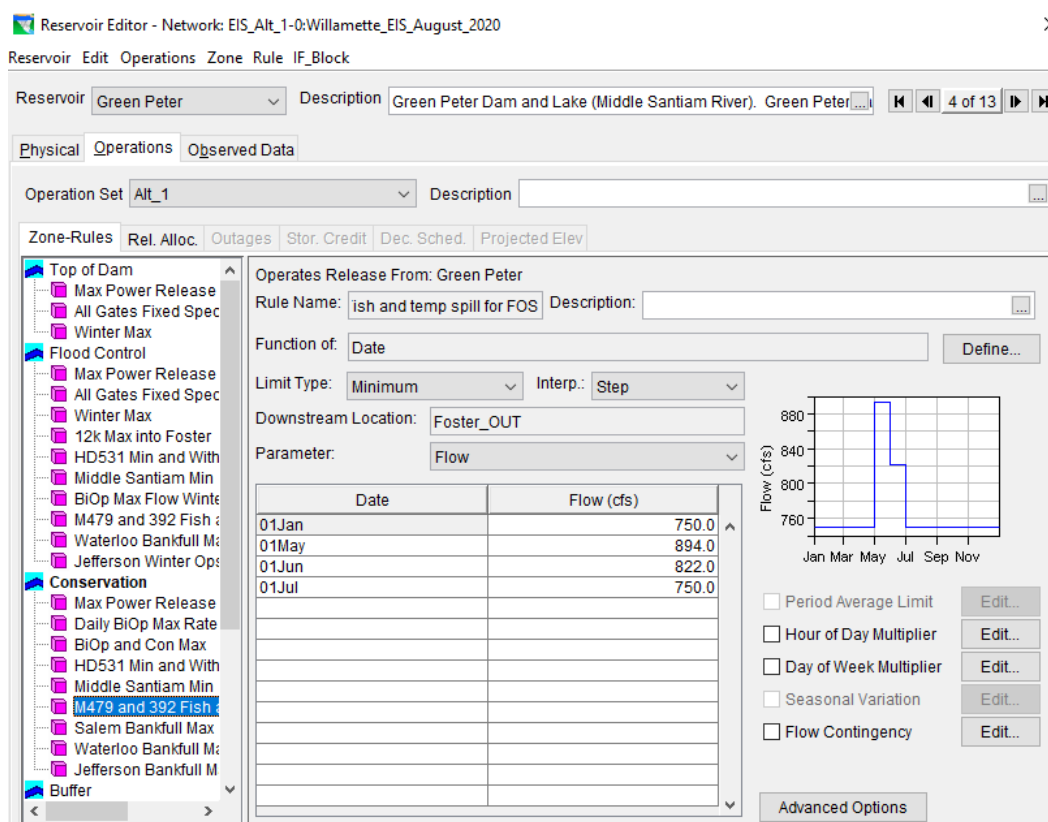 Reservoir Editor - Network: EIS_Alt_1-0:Willamette_EIS_August_2020
Reservoir Edit Operations Zone Rule IF_Block
Reservoir Green Peter Description Green Peter Dam and Lake (Middle Santiam River). Green Peter ... 4 of 13
Physical Operations Observed Data
Operation Set Alt_1 Description ...
Zone-Rules Rel. Alloc. Outages Stor. Credit Dec. Sched. Projected Elev
Top of Dam
Max Power Release
All Gates Fixed Spec
Winter Max
Flood Control
Max Power Release
All Gates Fixed Spec
Winter Max
12k Max into Foster
HD531 Min and With
Middle Santiam Min
BiOp Max Flow Winte
M479 and 392 Fish a
Waterloo Bankfull Ma
Jefferson Winter Ops
Conservation
Max Power Release
Daily BiOp Max Rate
BiOp and Con Max
HD531 Min and With
Middle Santiam Min
M479 and 392 Fish a
Salem Bankfull Max
Waterloo Bankfull Ma
Jefferson Bankfull M
Buffer
Operates Release From: Green Peter
Rule Name: ish and temp spill for FOS Description: ...
Function of: Date Define...
Limit Type: Minimum Interp.: Step
Downstream Location: Foster_OUT
Parameter: Flow
Date Flow (cfs)
01Jan 750.0
01May 894.0
01Jun 822.0
01Jul 750.0
Flow (cfs)
880
840
800
760
Jan Mar May Jul Sep Nov
Period Average Limit Edit...
Hour of Day Multiplier Edit...
Day of Week Multiplier Edit...
Seasonal Variation Edit...
Flow Contingency Edit...
Advanced Options